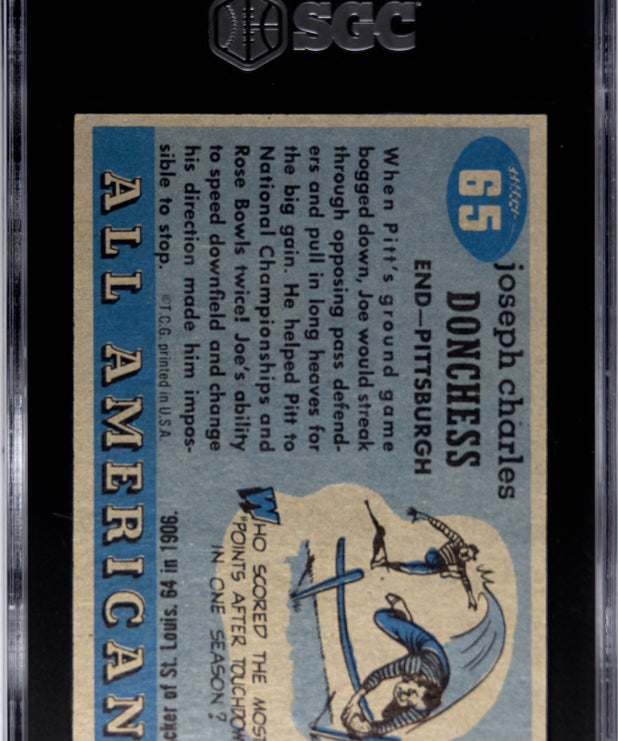 SGC
65
joseph charles
DONCHESS
END—PITTSBURGH
When Pitt's ground game
bogged down, Joe would streak
through opposing pass defend-
ers and pull in long heaves for
the big gain. He helped Pitt to
National Championships and
Rose Bowls twice! Joe's ability
to speed downfield and change
his direction made him impos-
sible to stop.
©T.C.G. printed in U.S.A.
WHO SCORED THE MOST
"POINTS AFTER TOUCHDOWN
IN ONE SEASON?
cker of St. Louis, 64 in 1906.
ALL AMERICAN